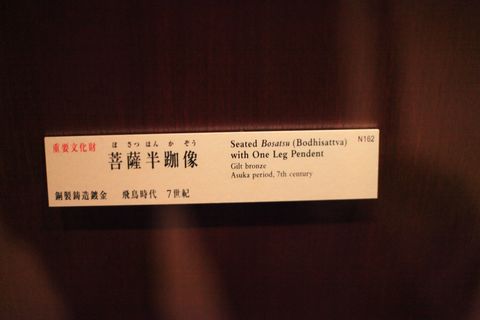 重要文化財
ぼさつはんかぞう
菩薩半跏像
銅製鋳造鍍金 飛鳥時代 7世紀
Seated Bosatsu (Bodhisattva)
with One Leg Pendent
Gilt bronze
Asuka period, 7th century
N162